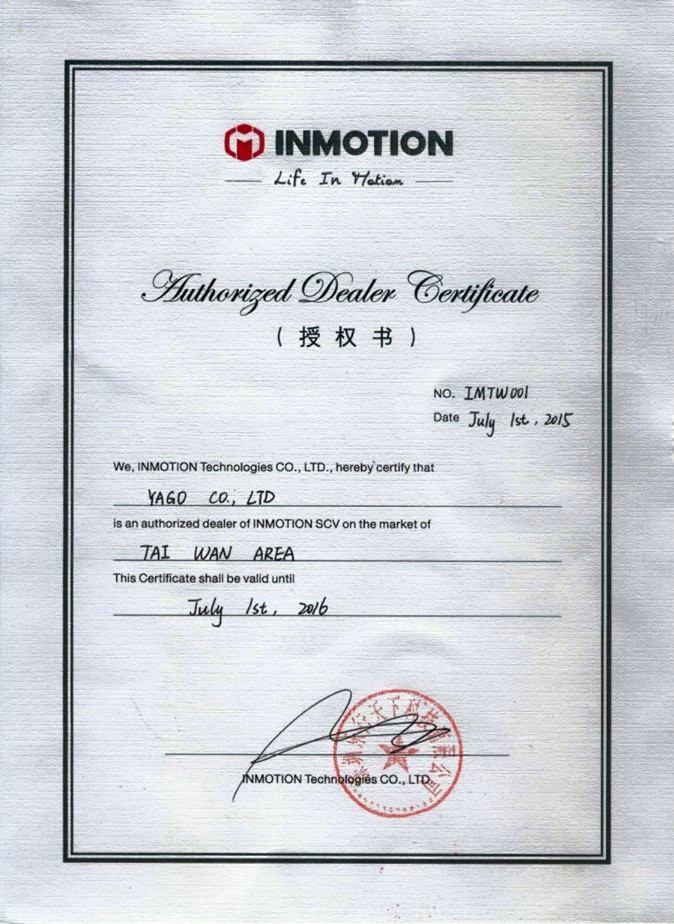 INMOTION
Life In Motion
Authorized Dealer Certificate
(授权书)
NO. IMTW001
Date July 1st, 2015
We, INMOTION Technologies CO., LTD., hereby certify that
YAGO CO., LTD
is an authorized dealer of INMOTION SCV on the market of
TAI WAN AREA
This Certificate shall be valid until
July 1st, 2016
INMOTION Technologies CO., LTD.